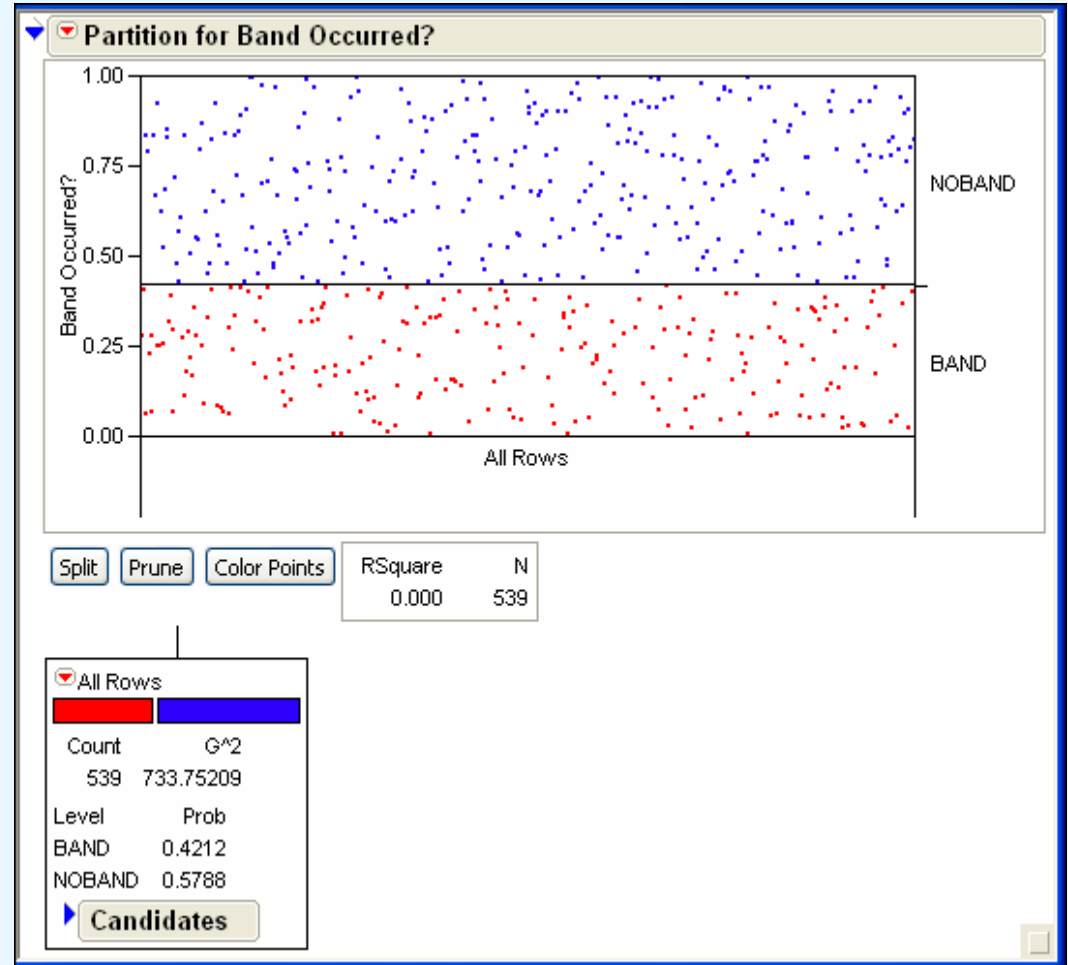 Partition for Band Occurred?
1.00
0.75
0.50
0.25
0.00
Band Occurred?
NOBAND
BAND
All Rows
Split Prune Color Points
RSquare N
0.000 539
All Rows
Count G^2
539 733.75209
Level Prob
BAND 0.4212
NOBAND 0.5788
Candidates